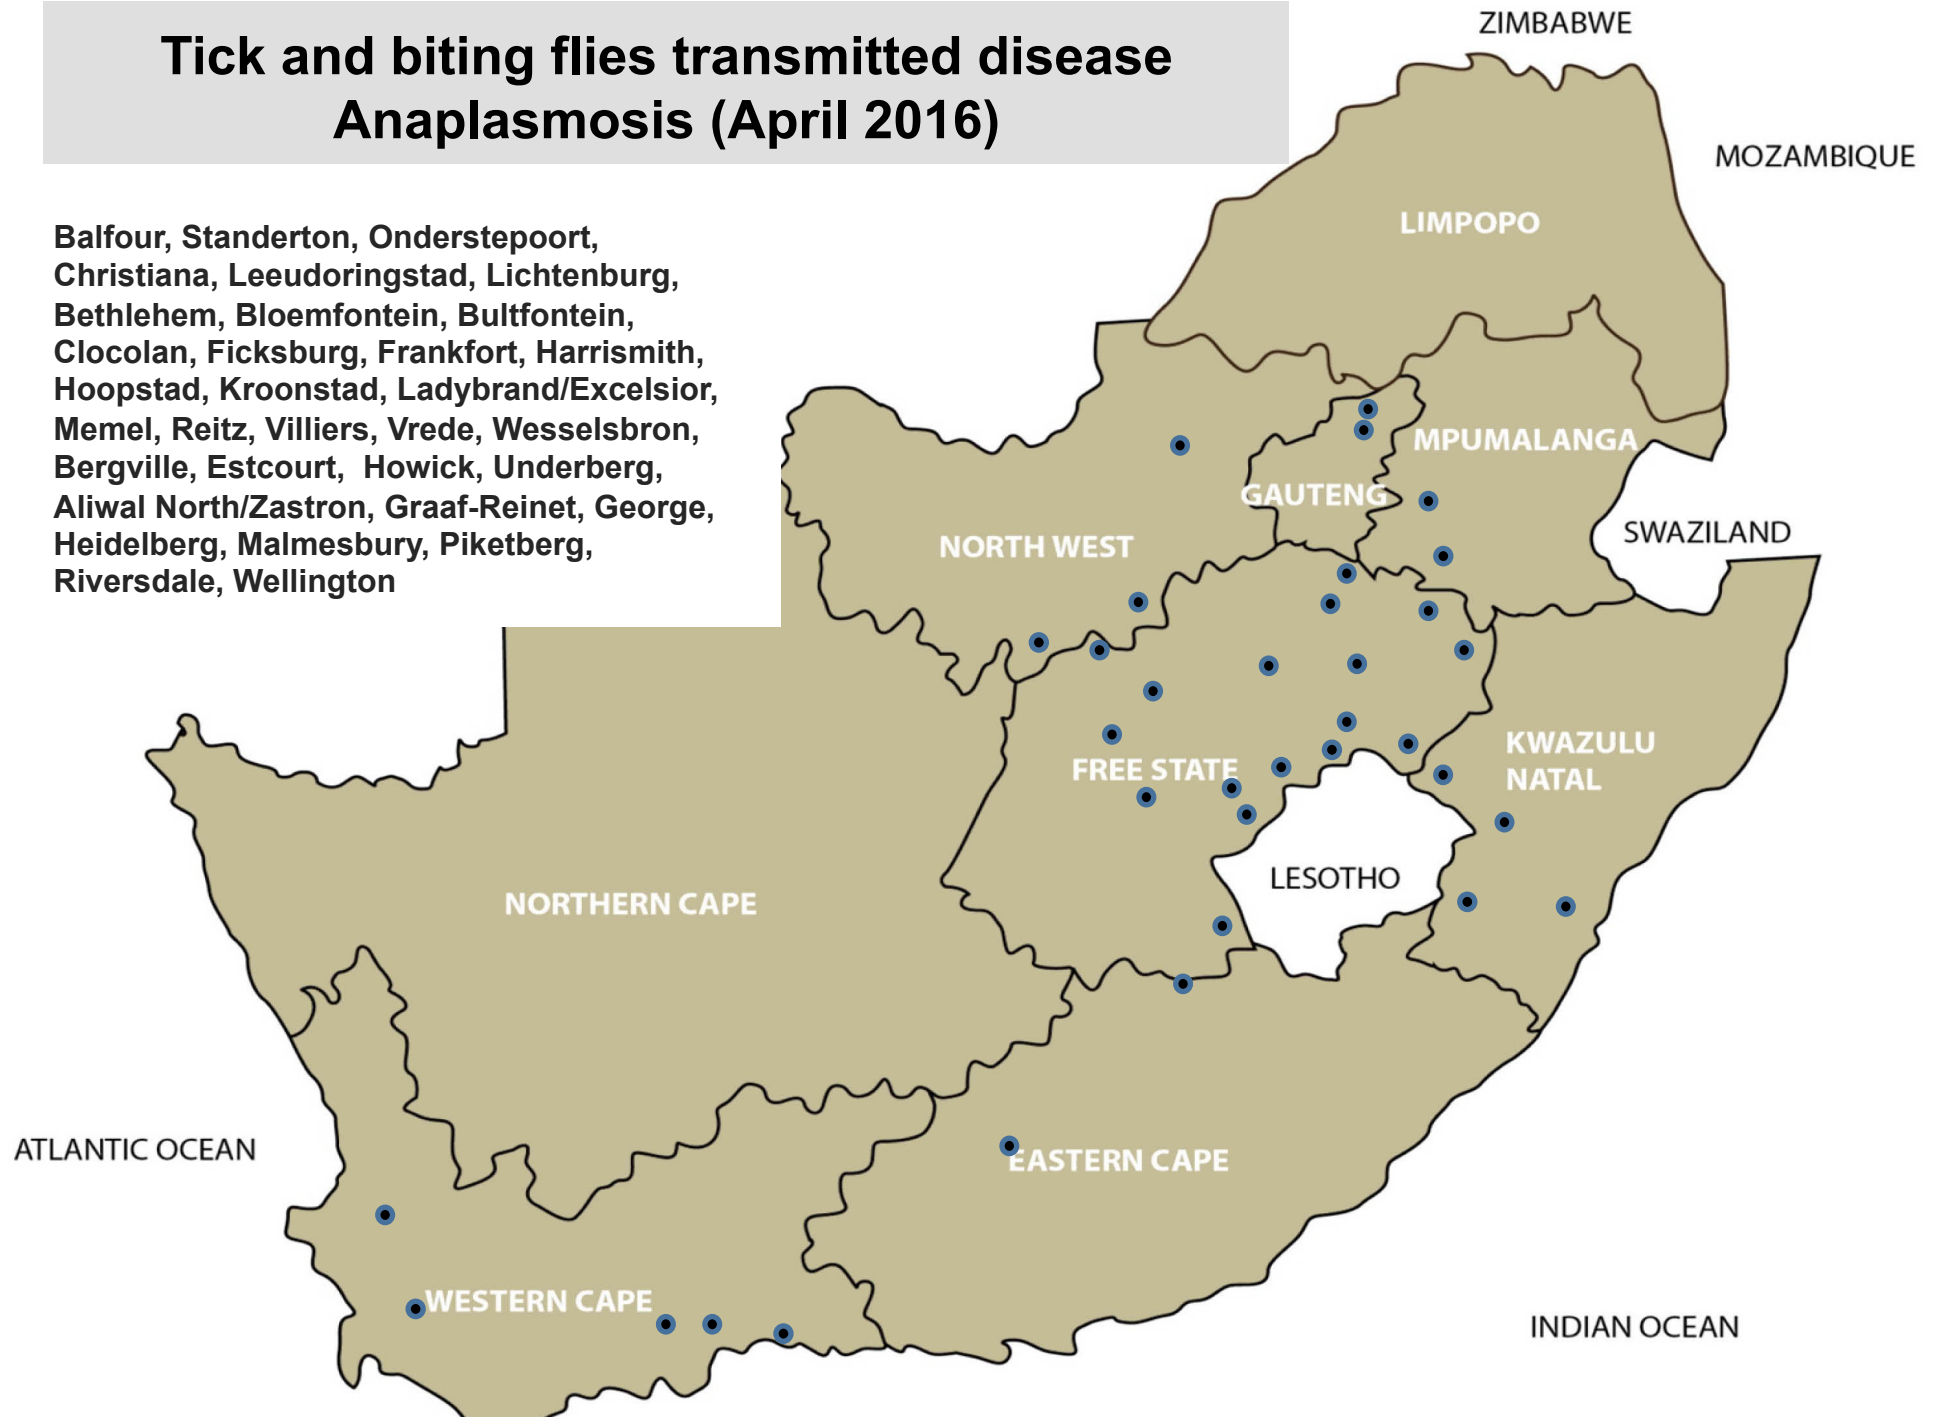 Tick and biting flies transmitted disease
Anaplasmosis (April 2016)
Balfour, Standerton, Onderstepoort,
Christiana, Leeudoringstad, Lichtenburg,
Bethlehem, Bloemfontein, Bultfontein,
Clocolan, Ficksburg, Frankfort, Harrismith,
Hoopstad, Kroonstad, Ladybrand/Excelsior,
Memel, Reitz, Villiers, Vrede, Wesselsbron,
Bergville, Estcourt,  Howick, Underberg,
Aliwal North/Zastron, Graaf-Reinet, George,
Heidelberg, Malmesbury, Piketberg,
Riversdale, Wellington
ZIMBABWE
MOZAMBIQUE
LIMPOPO
MPUMALANGA
GAUTENG
SWAZILAND
NORTH WEST
KWAZULU
NATAL
FREE STATE
LESOTHO
NORTHERN CAPE
ATLANTIC OCEAN
EASTERN CAPE
WESTERN CAPE
INDIAN OCEAN